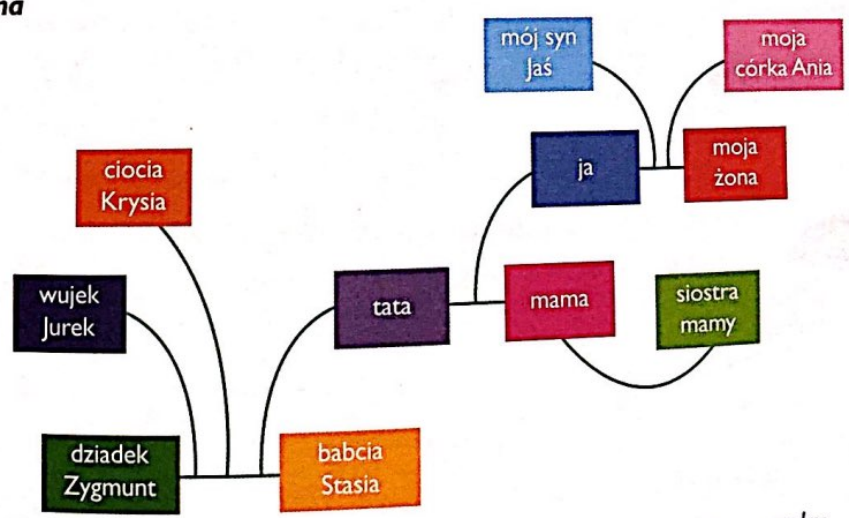 mój syn
Jaś
moja
córka Ania
ja
moja
żona
ciocia
Krysia
wujek
Jurek
tata
mama
siostra
mamy
dziadek
Zygmunt
babcia
Stasia